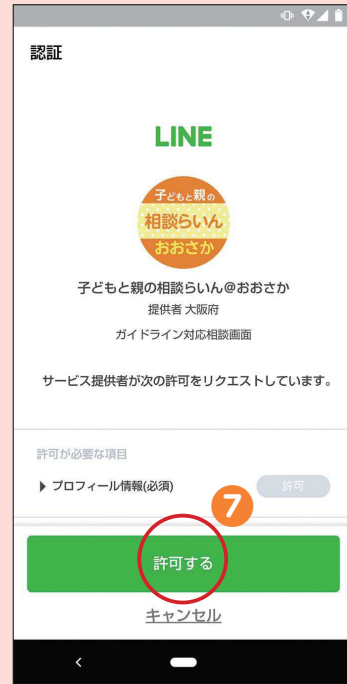 認証
LINE
子どもと親の
相談らいん
おおさか
子どもと親の相談らいん@おおさか
提供者 大阪府
ガイドライン対応相談画面
サービス提供者が次の許可をリクエストしています。
許可が必要な項目
▶ プロフィール情報(必須)
許可
7
許可する
キャンセル